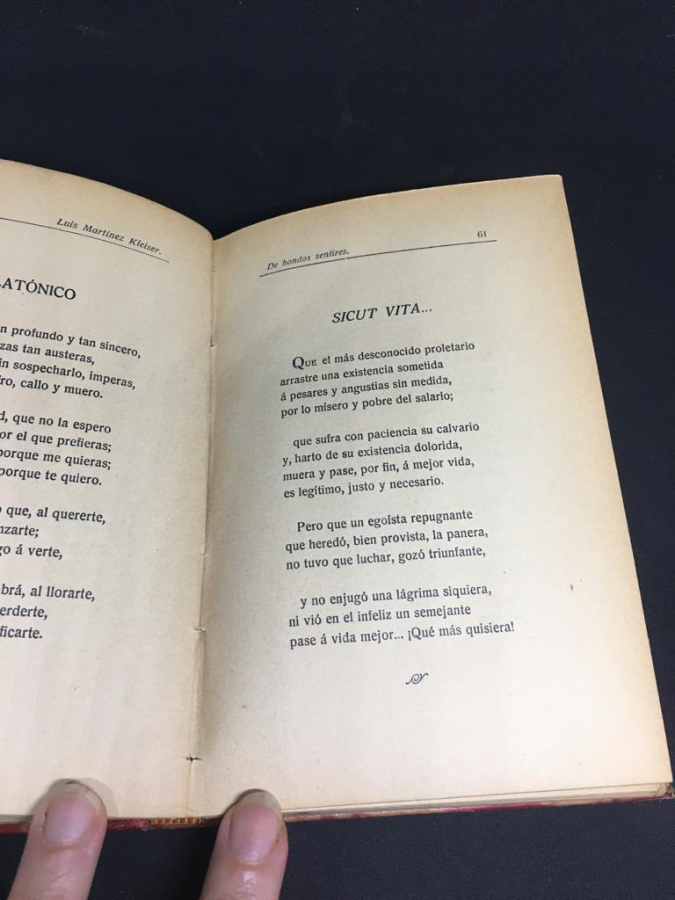 Luis Martínez Kleiser.
ATÓNICO
n profundo y tan sincero,
zas tan austeras,
in sospecharlo, imperas,
ro, callo y muero.
d, que no la espero
or el que prefieras;
porque me quieras;
porque te quiero.
o que, al quererte,
nzarte;
go á verte,
brá, al llorarte,
erderte,
ficarte.
De hondos sentires.
61
SICUT VITA...
QUE el más desconocido proletario
arrastre una existencia sometida
á pesares y angustias sin medida,
por lo mísero y pobre del salario;
que sufra con paciencia su calvario
y, harto de su existencia dolorida,
muera y pase, por fin, á mejor vida,
es legítimo, justo y necesario.
Pero que un egoísta repugnante
que heredó, bien provista, la panera,
no tuvo que luchar, gozó triunfante,
y no enjugó una lágrima siquiera,
ni vió en el infeliz un semejante
pase á vida mejor... ¡Qué más quisiera!